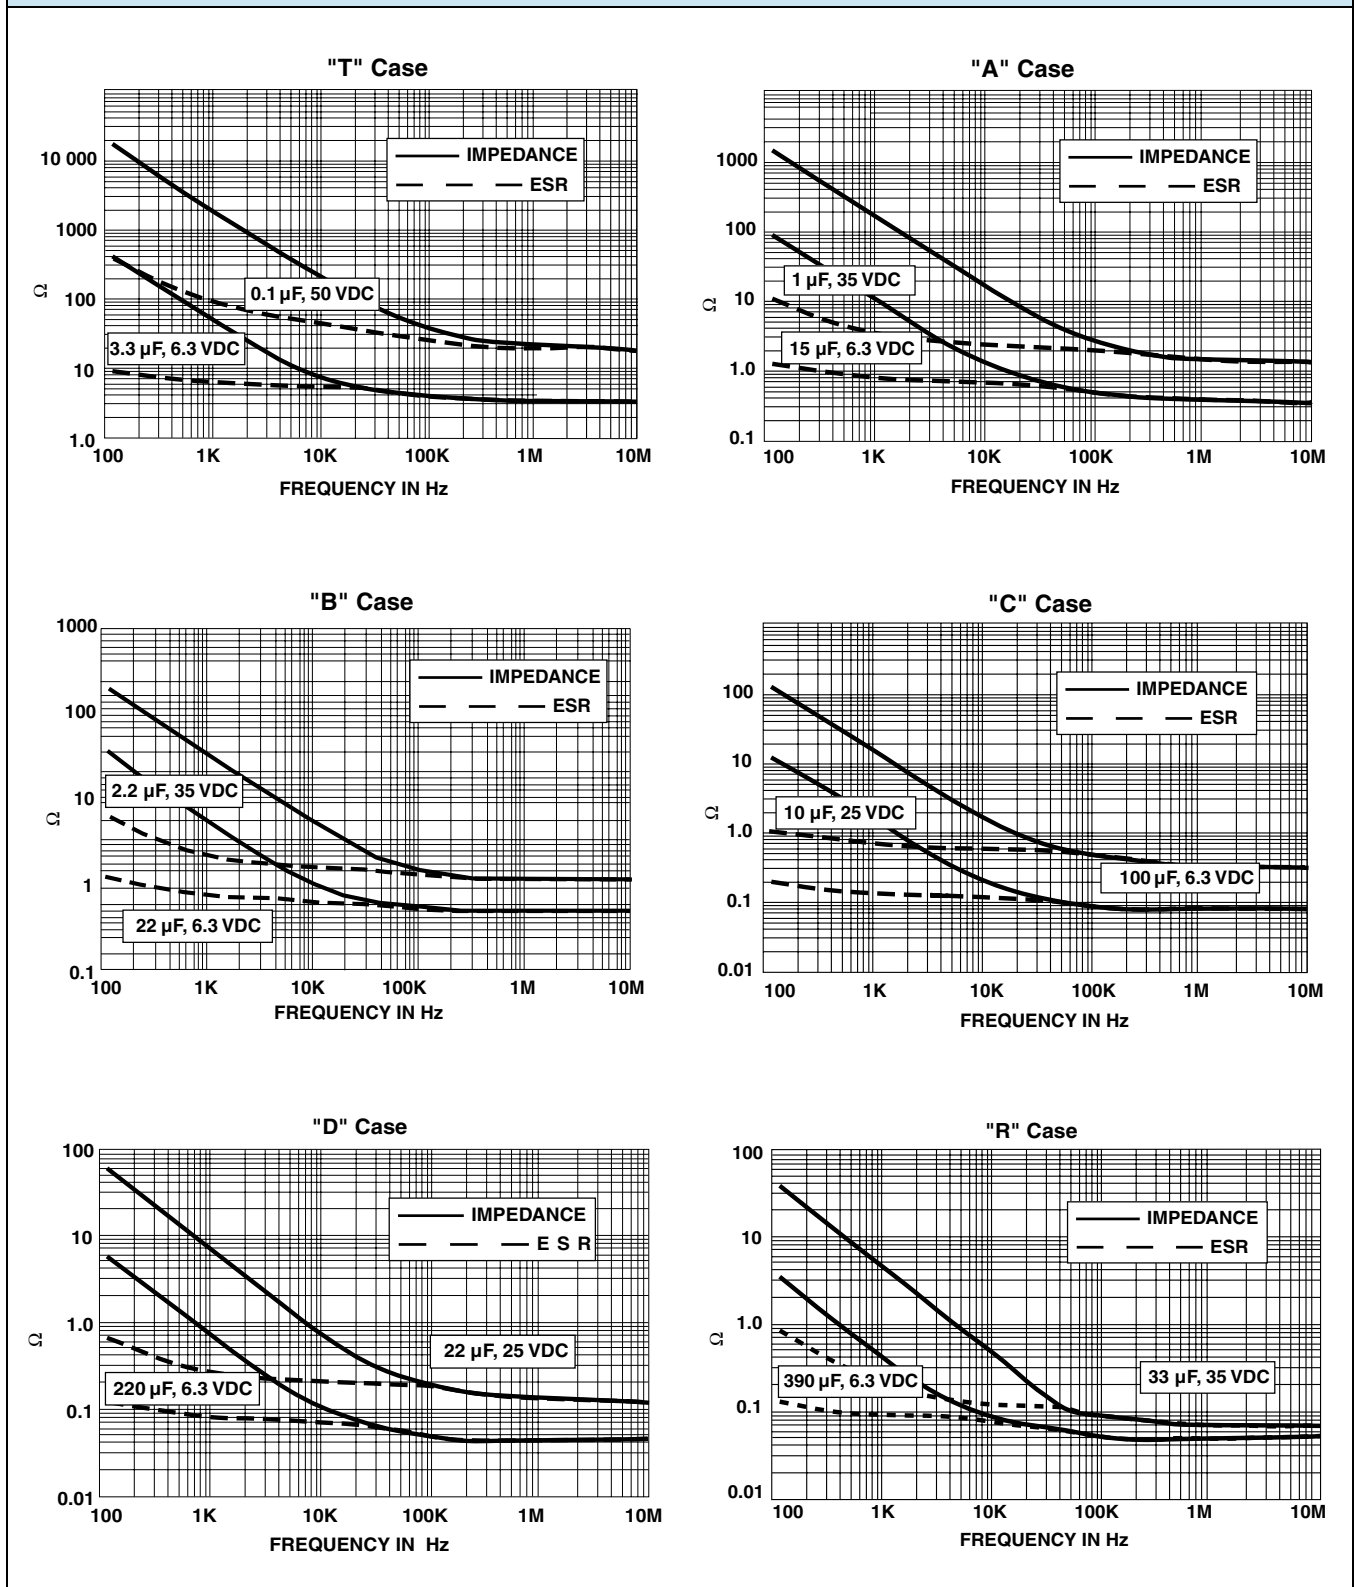 "T" Case
10 000
1000
100
10
1.0
Ω
IMPEDANCE
ESR
0.1 µF, 50 VDC
3.3 µF, 6.3 VDC
100 1K 10K 100K 1M 10M
FREQUENCY IN Hz
"A" Case
1000
100
10
1.0
0.1
Ω
IMPEDANCE
ESR
1 µF, 35 VDC
15 µF, 6.3 VDC
100 1K 10K 100K 1M 10M
FREQUENCY IN Hz
"B" Case
1000
100
10
1
0.1
Ω
IMPEDANCE
ESR
2.2 µF, 35 VDC
22 µF, 6.3 VDC
100 1K 10K 100K 1M 10M
FREQUENCY IN Hz
"C" Case
100
10
1.0
0.1
0.01
Ω
IMPEDANCE
ESR
10 µF, 25 VDC
100 µF, 6.3 VDC
100 1K 10K 100K 1M 10M
FREQUENCY IN Hz
"D" Case
100
10
1.0
0.1
0.01
Ω
IMPEDANCE
E S R
22 µF, 25 VDC
220 µF, 6.3 VDC
100 1K 10K 100K 1M 10M
FREQUENCY IN Hz
"R" Case
100
10
1.0
0.1
0.01
Ω
IMPEDANCE
ESR
390 µF, 6.3 VDC
33 µF, 35 VDC
100 1K 10K 100K 1M 10M
FREQUENCY IN Hz